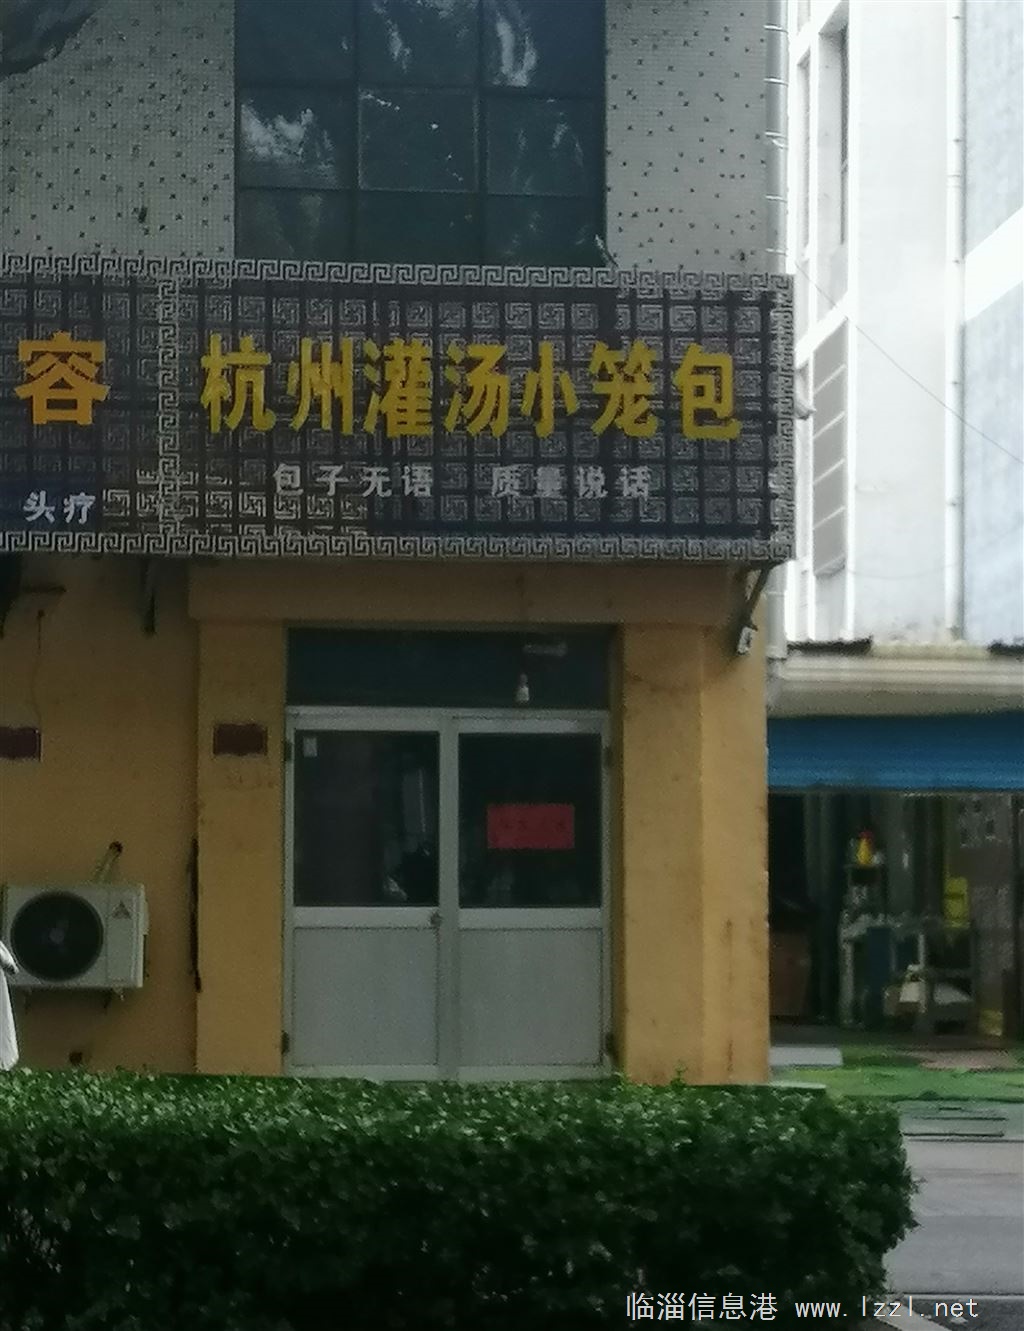 容
头疗
杭州灌汤小笼包
包子无语 质量说话
临淄信息港 www.lzzl.net